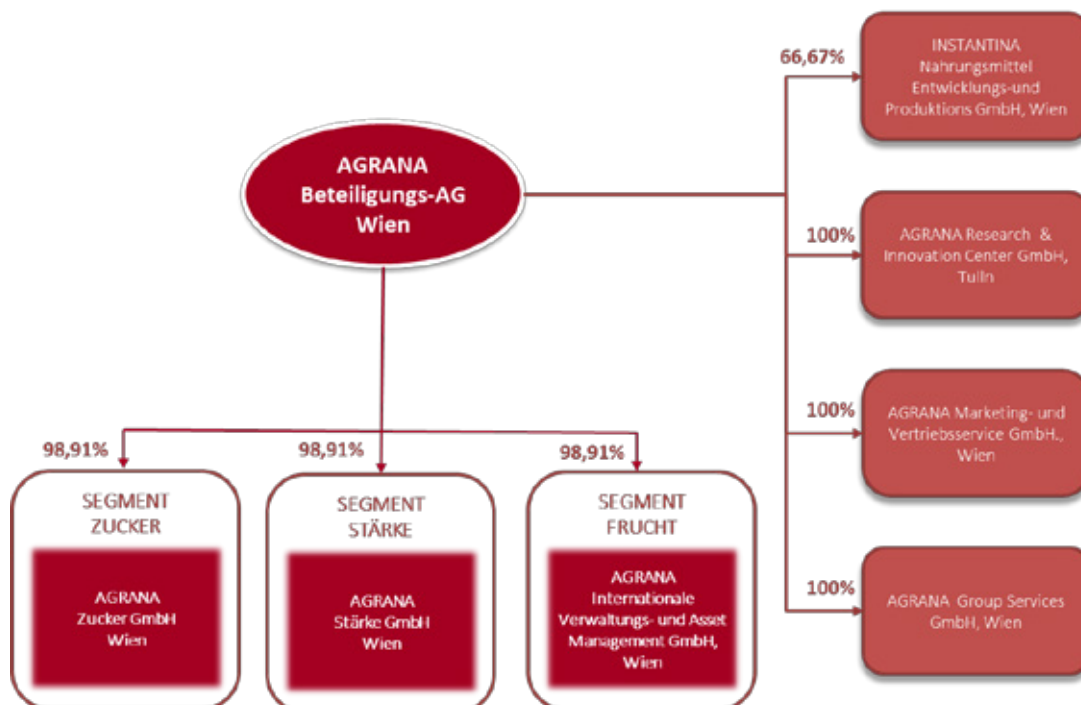 66,67%
INSTANTINA
Nahrungsmittel
Entwicklungs-und
Produktions GmbH, Wien
AGRANA
Beteiligungs-AG
Wien
100%
AGRANA Research &
Innovation Center GmbH,
Tulln
100%
AGRANA Marketing- und
Vertriebsservice GmbH.,
Wien
100%
AGRANA Group Services
GmbH, Wien
98,91%
SEGMENT
ZUCKER
AGRANA
Zucker GmbH
Wien
98,91%
SEGMENT
STÄRKE
AGRANA
Stärke GmbH
Wien
98,91%
SEGMENT
FRUCHT
AGRANA
Internationale
Verwaltungs- und Asset
Management GmbH,
Wien